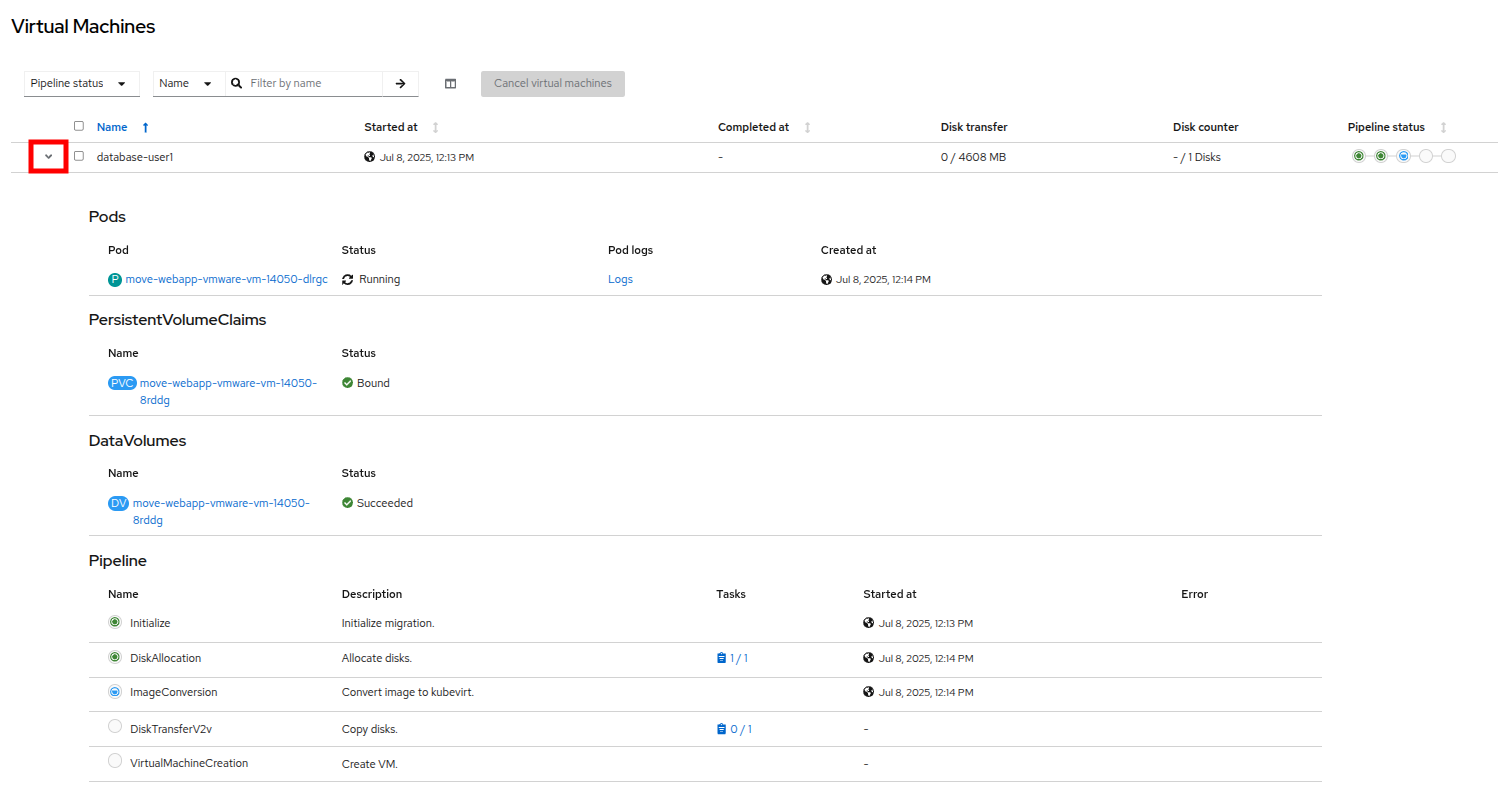 Virtual Machines
Pipeline status Name Filter by name Cancel virtual machines
Name Started at Completed at Disk transfer Disk counter Pipeline status
database-user1 Jul 8, 2025, 12:13 PM - 0 / 4608 MB - / 1 Disks
Pods
Pod Status Pod logs Created at
P move-webapp-vmware-vm-14050-dlrgc Running Logs Jul 8, 2025, 12:14 PM
PersistentVolumeClaims
Name Status
PVC move-webapp-vmware-vm-14050- Bound
8rddg
DataVolumes
Name Status
DV move-webapp-vmware-vm-14050- Succeeded
8rddg
Pipeline
Name Description Tasks Started at Error
Initialize Initialize migration. Jul 8, 2025, 12:13 PM
DiskAllocation Allocate disks. 1 / 1 Jul 8, 2025, 12:14 PM
ImageConversion Convert image to kubevirt. Jul 8, 2025, 12:14 PM
DiskTransferV2v Copy disks. 0 / 1 -
VirtualMachineCreation Create VM. -